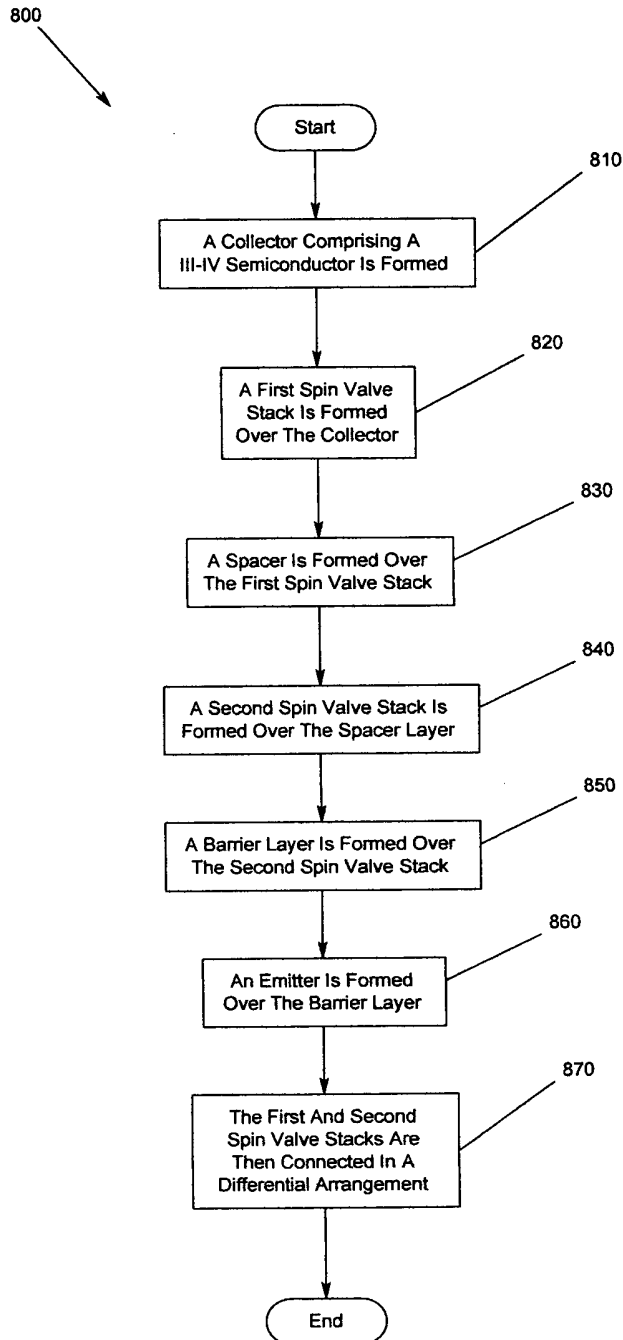 800
Start
810
A Collector Comprising A
III-IV Semiconductor Is Formed
820
A First Spin Valve
Stack Is Formed
Over The Collector
830
A Spacer Is Formed Over
The First Spin Valve Stack
840
A Second Spin Valve Stack Is
Formed Over The Spacer Layer
850
A Barrier Layer Is Formed Over
The Second Spin Valve Stack
860
An Emitter Is Formed
Over The Barrier Layer
870
The First And Second
Spin Valve Stacks Are
Then Connected In A
Differential Arrangement
End